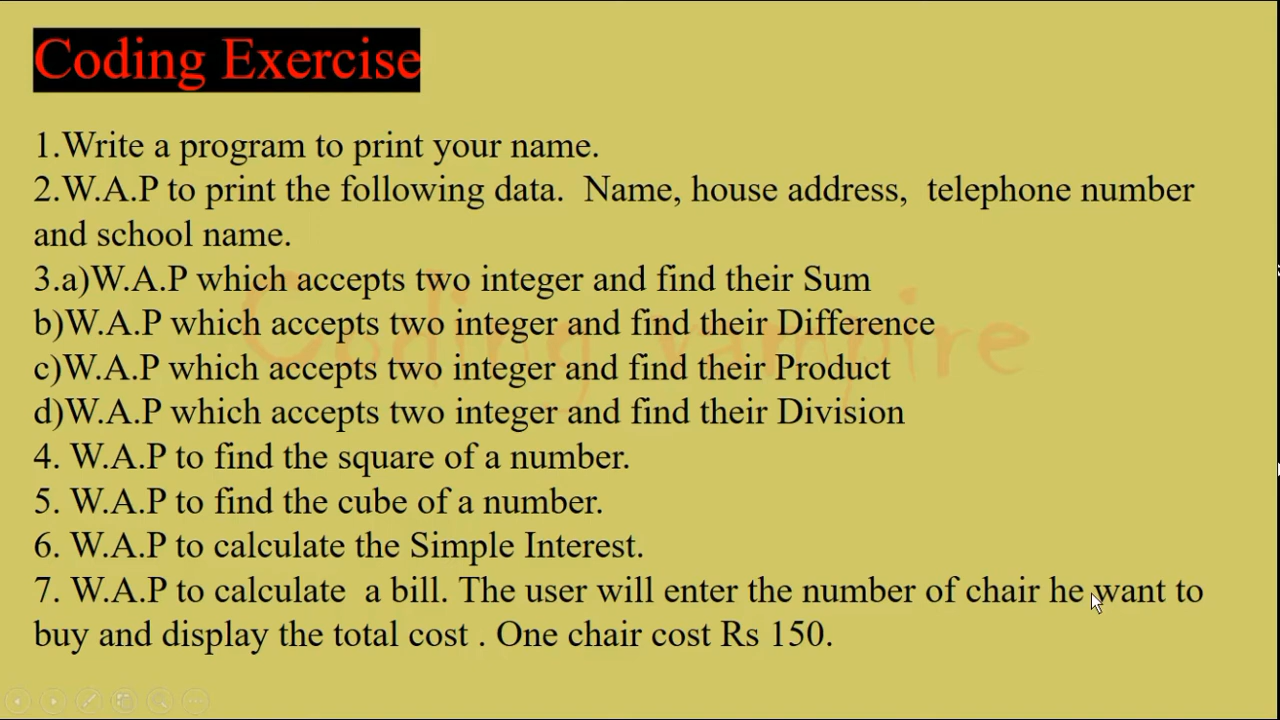 Coding Exercise
1.Write a program to print your name.
2.W.A.P to print the following data.  Name, house address,  telephone number
and school name.
3.a)W.A.P which accepts two integer and find their Sum
b)W.A.P which accepts two integer and find their Difference
c)W.A.P which accepts two integer and find their Product
d)W.A.P which accepts two integer and find their Division
Coding vampire
4. W.A.P to find the square of a number.
5. W.A.P to find the cube of a number.
6. W.A.P to calculate the Simple Interest.
7. W.A.P to calculate  a bill. The user will enter the number of chair he want to
buy and display the total cost . One chair cost Rs 150.